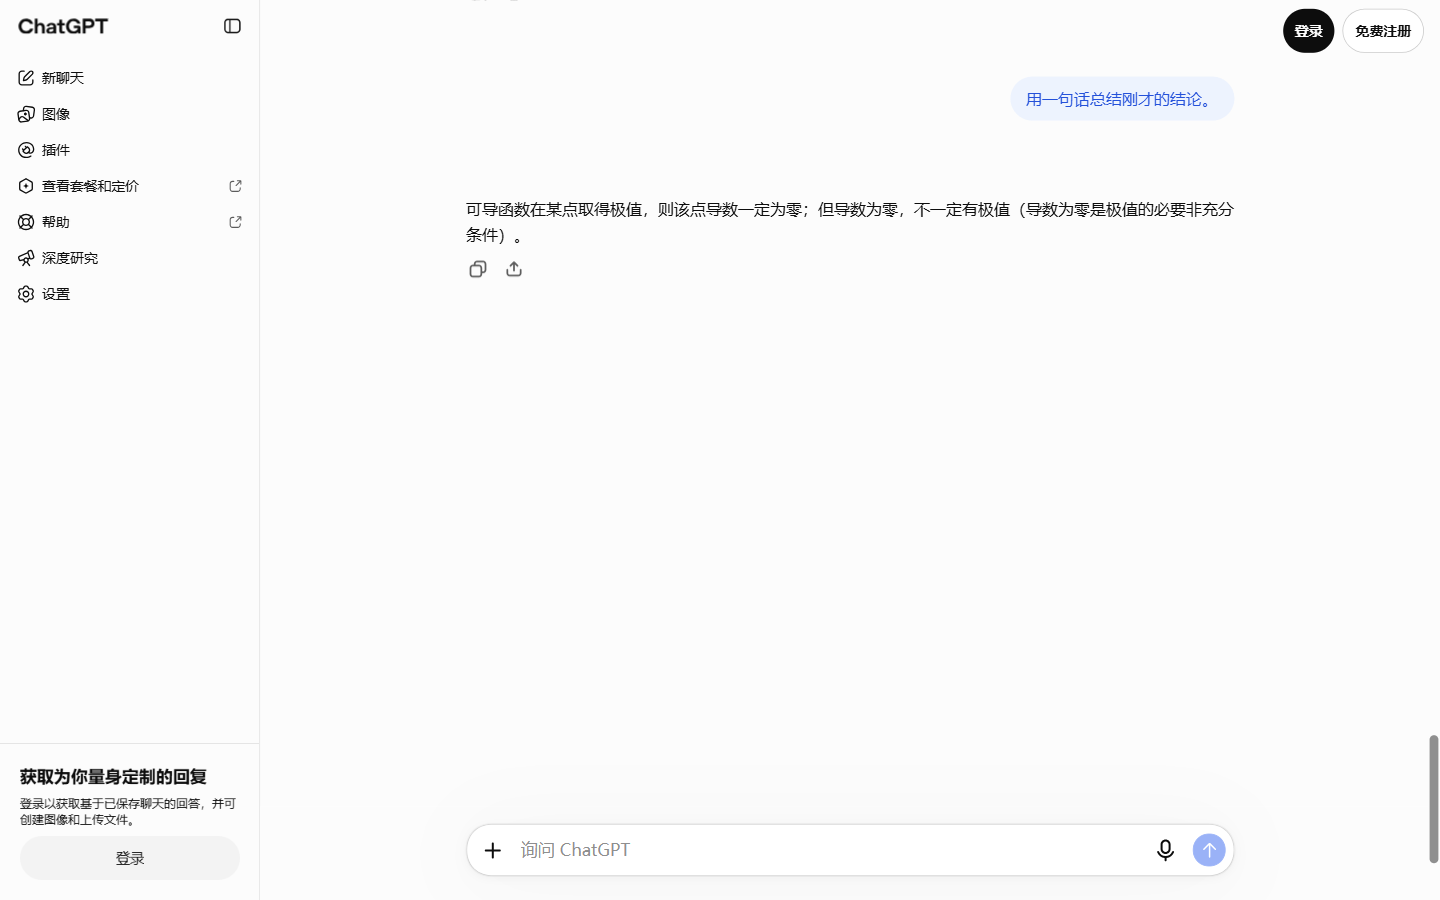 ChatGPT
新聊天
图像
插件
查看套餐和定价
帮助
深度研究
设置
获取为你量身定制的回复
登录以获取基于已保存聊天的回答，并可
创建图像和上传文件。
登录
登录
免费注册
用一句话总结刚才的结论。
可导函数在某点取得极值，则该点导数一定为零；但导数为零，不一定有极值（导数为零是极值的必要非充分
条件）。
询问 ChatGPT